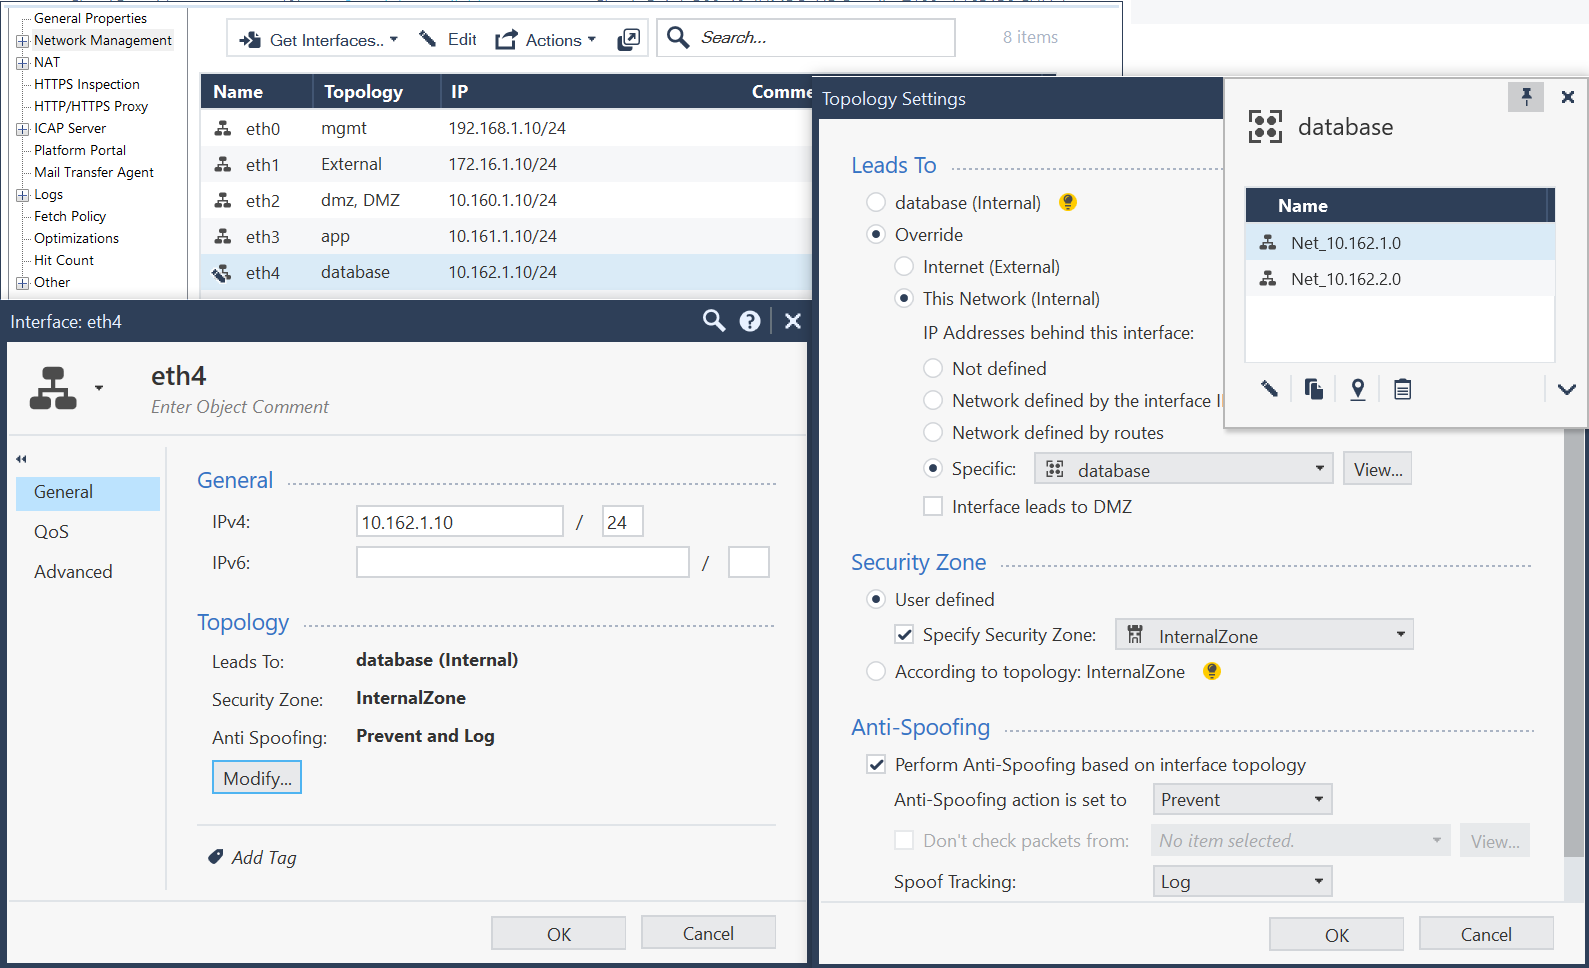 General Properties
Network Management
NAT
HTTPS Inspection
HTTP/HTTPS Proxy
ICAP Server
Platform Portal
Mail Transfer Agent
Logs
Fetch Policy
Optimizations
Hit Count
Other
Get Interfaces.. Edit Actions Search... 8 items
Name Topology IP Comme
eth0 mgmt 192.168.1.10/24
eth1 External 172.16.1.10/24
eth2 dmz, DMZ 10.160.1.10/24
eth3 app 10.161.1.10/24
eth4 database 10.162.1.10/24
Interface: eth4
eth4
Enter Object Comment
General
QoS
Advanced
General
IPv4: 10.162.1.10 / 24
IPv6: /
Topology
Leads To: database (Internal)
Security Zone: InternalZone
Anti Spoofing: Prevent and Log
Modify...
Add Tag
OK Cancel
Topology Settings
Leads To
database (Internal)
Override
Internet (External)
This Network (Internal)
IP Addresses behind this interface:
Not defined
Network defined by the interface I
Network defined by routes
Specific: database View...
Interface leads to DMZ
Security Zone
User defined
Specify Security Zone: InternalZone
According to topology: InternalZone
Anti-Spoofing
Perform Anti-Spoofing based on interface topology
Anti-Spoofing action is set to Prevent
Don't check packets from: No item selected. View...
Spoof Tracking: Log
OK Cancel
database
Name
Net_10.162.1.0
Net_10.162.2.0